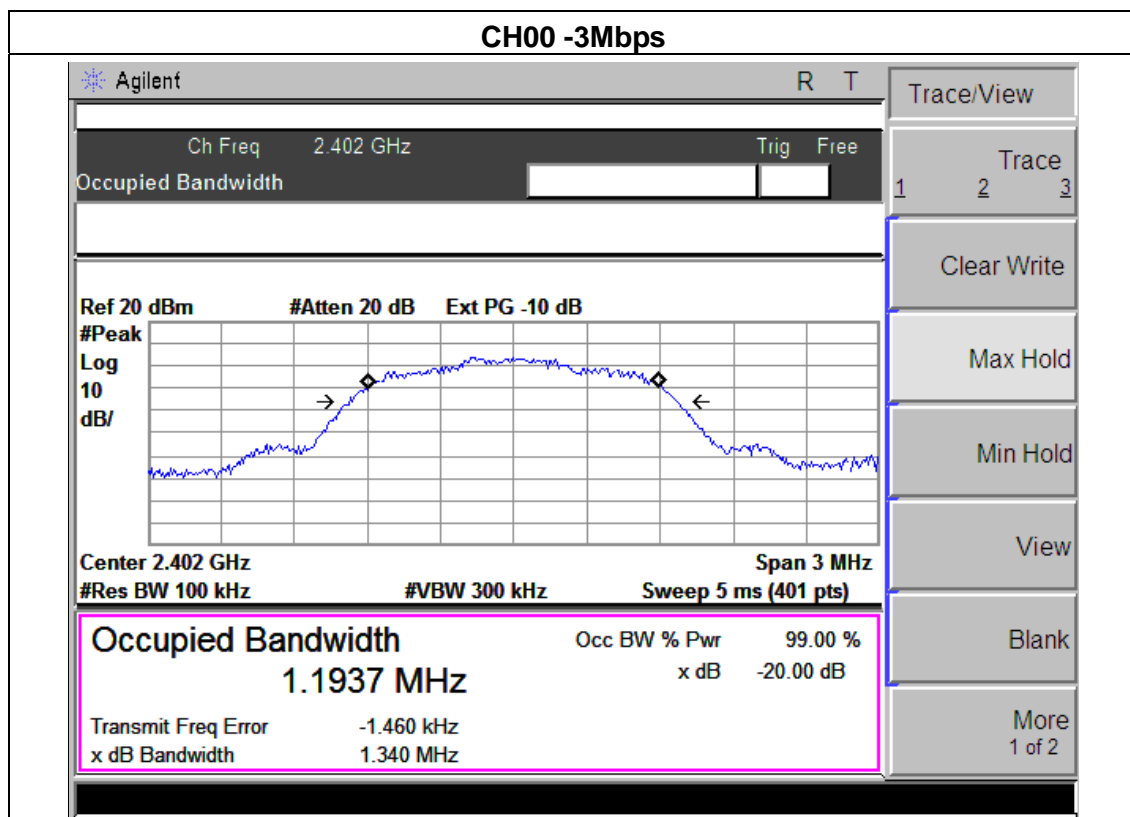 CH00 -3Mbps
Agilent R T
Ch Freq 2.402 GHz Trig Free
Occupied Bandwidth
Ref 20 dBm #Atten 20 dB Ext PG -10 dB
#Peak
Log
10
dB/
Center 2.402 GHz Span 3 MHz
#Res BW 100 kHz #VBW 300 kHz Sweep 5 ms (401 pts)
Occupied Bandwidth
1.1937 MHz
Occ BW % Pwr 99.00 %
x dB -20.00 dB
Transmit Freq Error -1.460 kHz
x dB Bandwidth 1.340 MHz
Trace/View
Trace
1 2 3
Clear Write
Max Hold
Min Hold
View
Blank
More
1 of 2